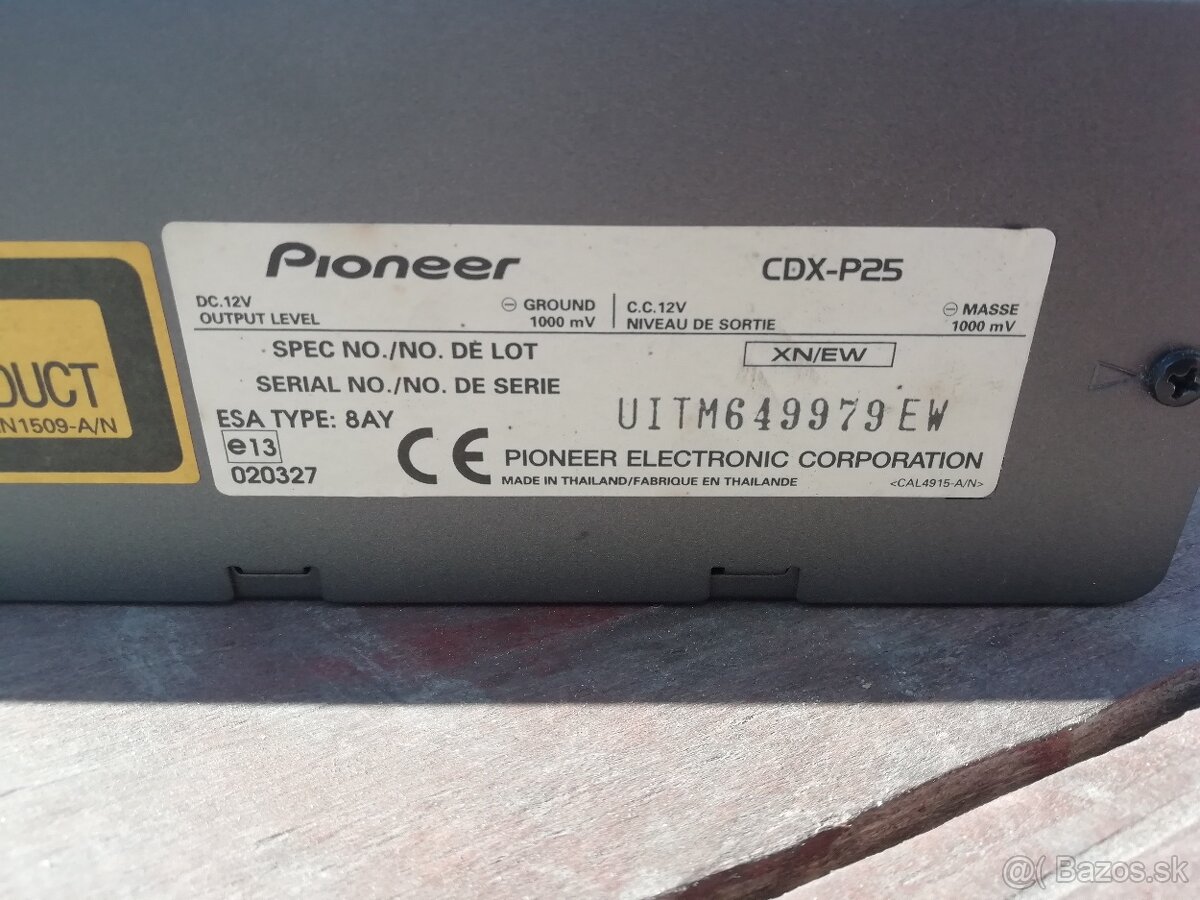 Pioneer CDX-P25
DC.12V ⊖ GROUND C.C.12V ⊖ MASSE
OUTPUT LEVEL 1000 mV NIVEAU DE SORTIE 1000 mV
SPEC NO./NO. DE LOT XN/EW
SERIAL NO./NO. DE SERIE
UITM649979EW
ESA TYPE: 8AY
e13
020327
CE PIONEER ELECTRONIC CORPORATION
MADE IN THAILAND/FABRIQUE EN THAILANDE <CAL4915-A/N>
DUCT
N1509-A/N
@( Bazos.sk